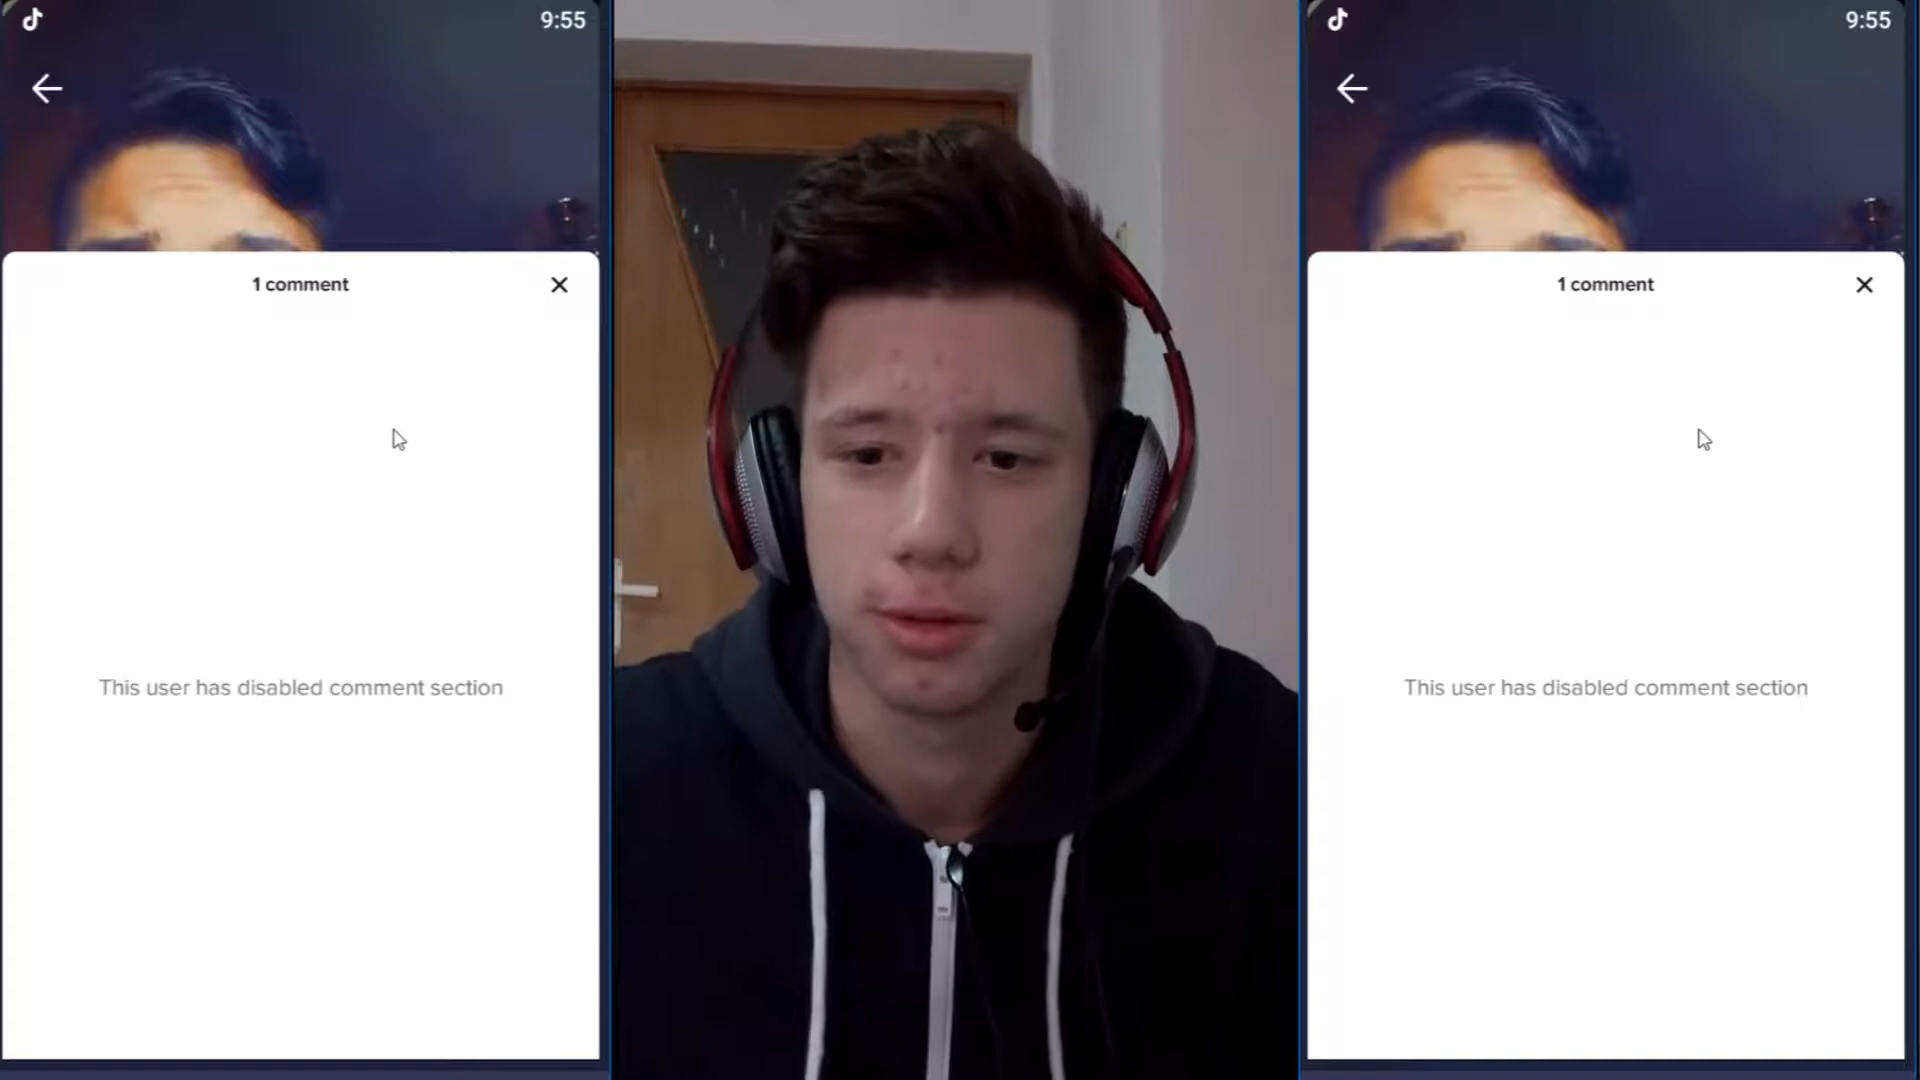 9:55
1 comment
This user has disabled comment section
9:55
1 comment
This user has disabled comment section